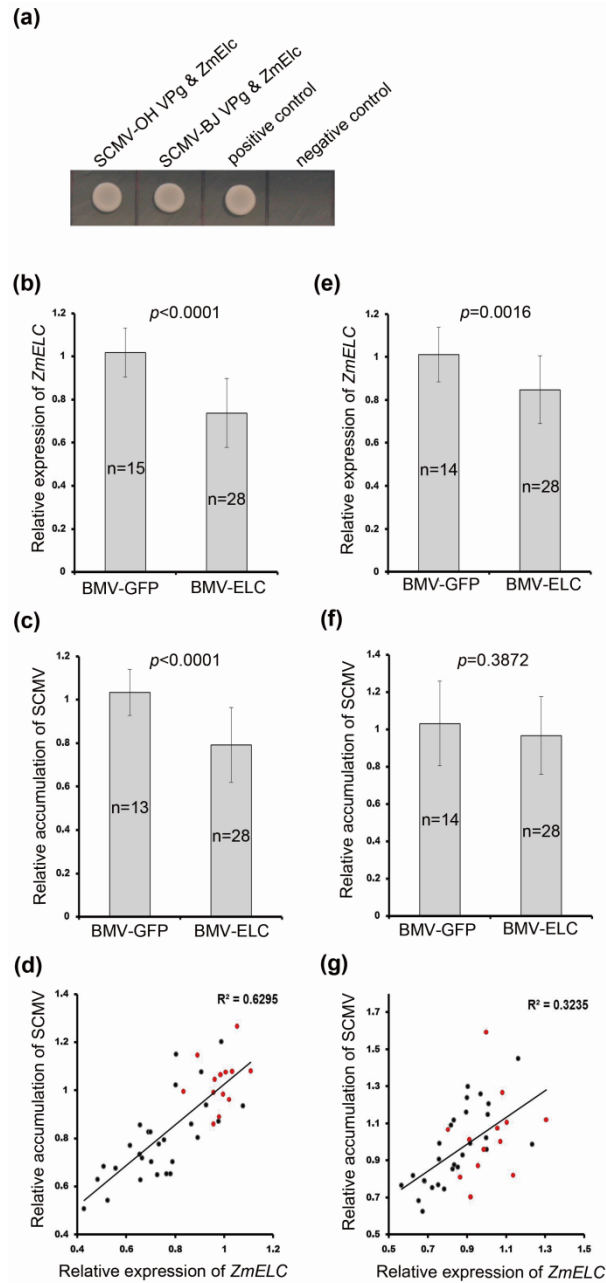 (a)
SCMV-OH VPg & ZmElc
SCMV-BJ VPg & ZmElc
positive control
negative control
(b)
p<0.0001
Relative expression of ZmELC
1.2
1
0.8
0.6
0.4
0.2
0
n=15
n=28
BMV-GFP
BMV-ELC
(e)
p=0.0016
Relative expression of ZmELC
1.2
1
0.8
0.6
0.4
0.2
0
n=14
n=28
BMV-GFP
BMV-ELC
(c)
p<0.0001
Relative accumulation of SCMV
1.2
1
0.8
0.6
0.4
0.2
0
n=13
n=28
BMV-GFP
BMV-ELC
(f)
p=0.3872
Relative accumulation of SCMV
1.4
1.2
1
0.8
0.6
0.4
0.2
0
n=14
n=28
BMV-GFP
BMV-ELC
(d)
R² = 0.6295
Relative accumulation of SCMV
1.4
1.2
1
0.8
0.6
0.4
0.4
0.6
0.8
1
1.2
Relative expression of ZmELC
(g)
R² = 0.3235
Relative accumulation of SCMV
1.7
1.5
1.3
1.1
0.9
0.7
0.5
0.5
0.7
0.9
1.1
1.3
1.5
Relative expression of ZmELC